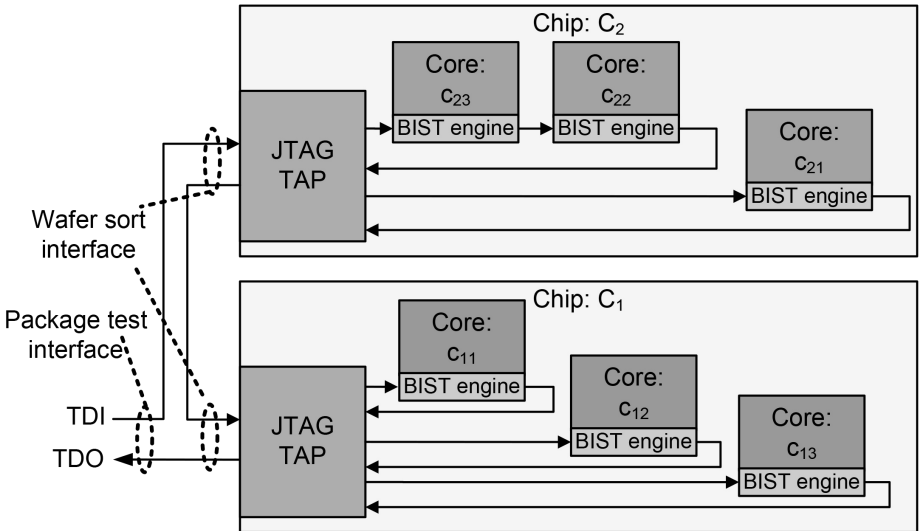 Chip: C₂
Core:
c₂₃
BIST engine
Core:
c₂₂
BIST engine
Core:
c₂₁
BIST engine
JTAG
TAP
Wafer sort
interface
Package test
interface
TDI
TDO
Chip: C₁
Core:
c₁₁
BIST engine
Core:
c₁₂
BIST engine
Core:
c₁₃
BIST engine
JTAG
TAP